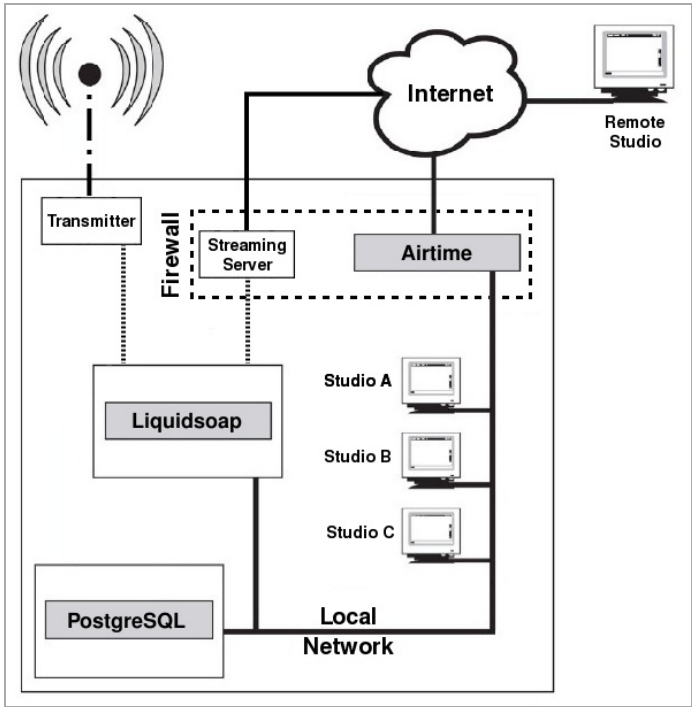 Internet
Remote
Studio
Transmitter
Firewall
Streaming
Server
Airtime
Studio A
Liquidsoap
Studio B
Studio C
PostgreSQL
Local
Network